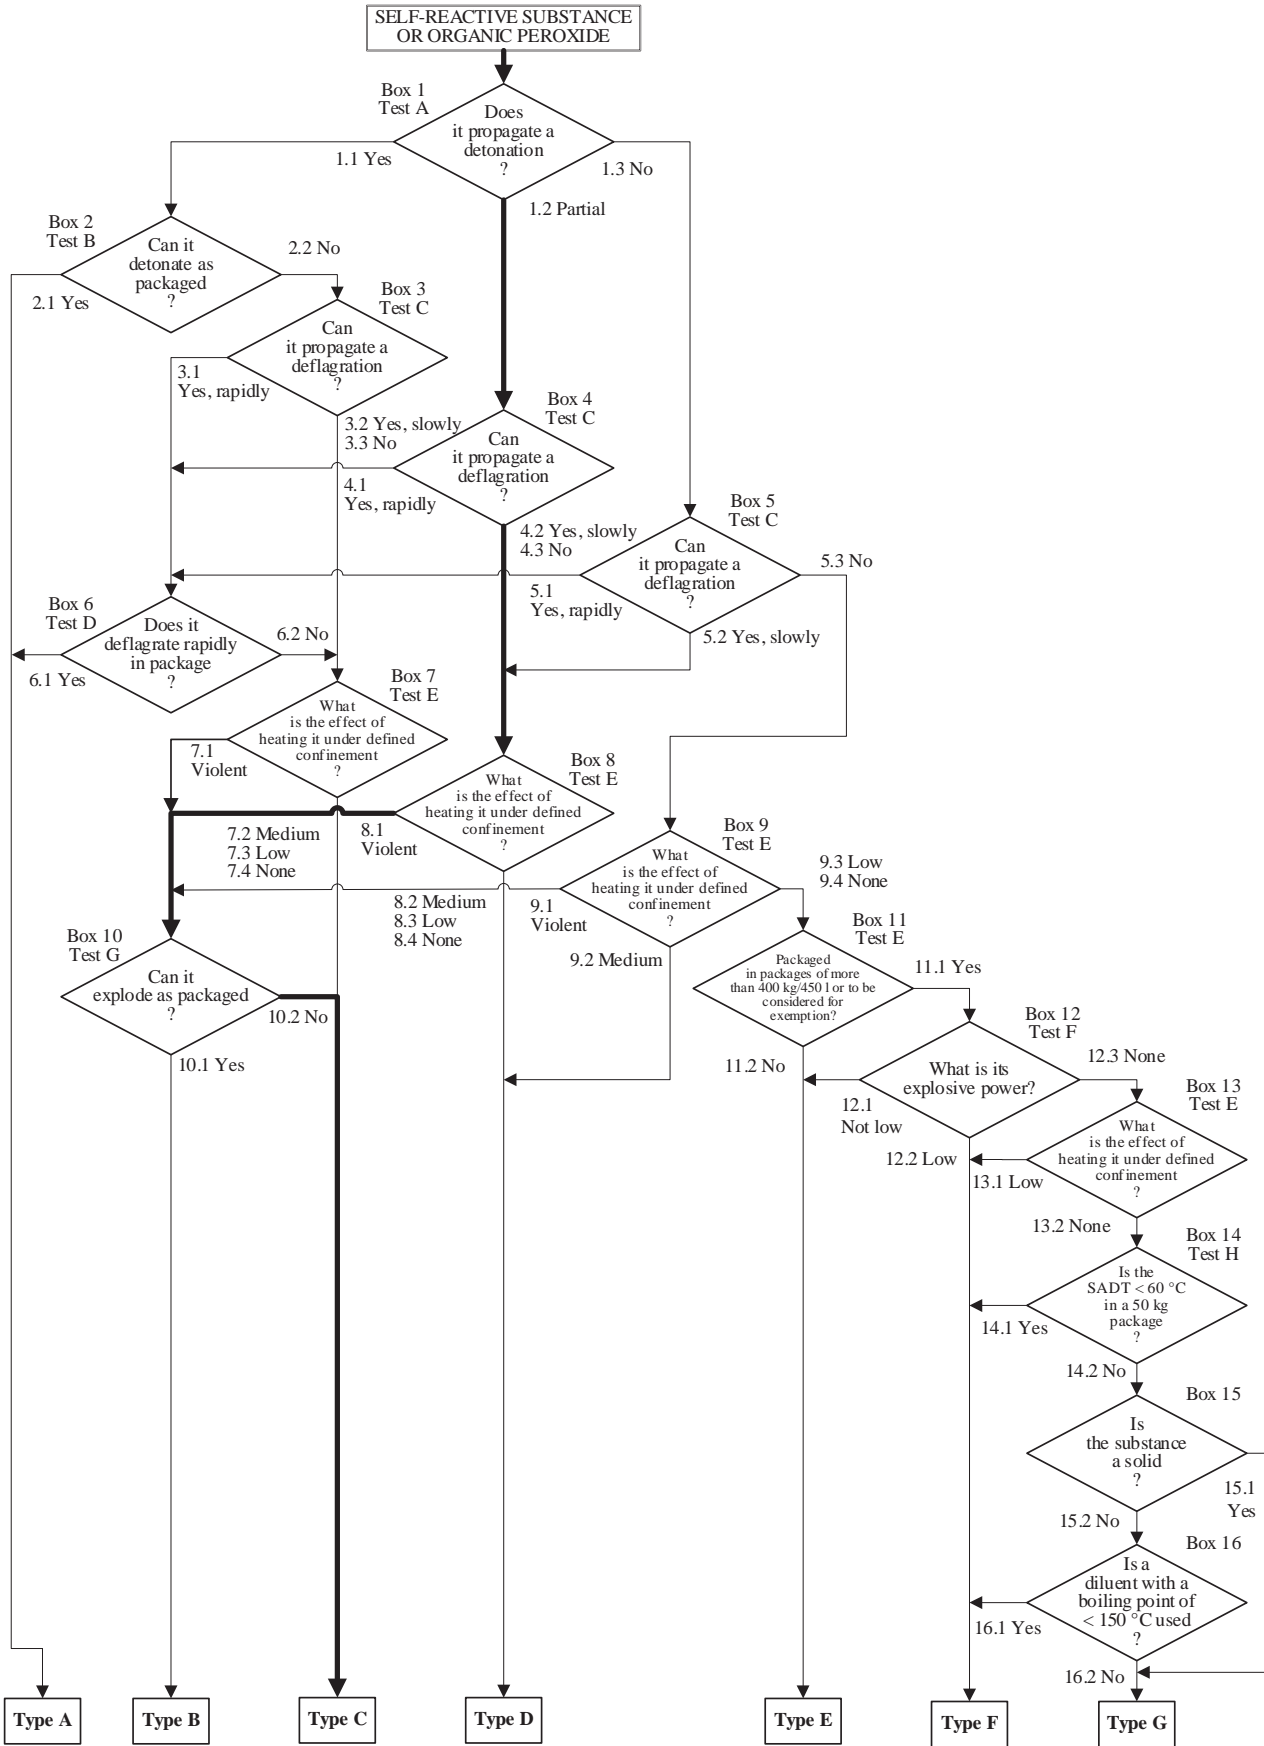 SELF-REACTIVE SUBSTANCE
OR ORGANIC PEROXIDE
Box 1
Test A
Does
it propagate a
detonation
?
1.1 Yes
1.3 No
1.2 Partial
Box 2
Test B
Can it
detonate as
packaged
?
2.2 No
2.1 Yes
Box 3
Test C
Can
it propagate a
deflagration
?
3.1
Yes, rapidly
3.2 Yes, slowly
3.3 No
Box 4
Test C
Can
it propagate a
deflagration
?
4.1
Yes, rapidly
4.2 Yes, slowly
4.3 No
Box 5
Test C
Can
it propagate a
deflagration
?
5.3 No
5.1
Yes, rapidly
5.2 Yes, slowly
Box 6
Test D
Does it
deflagrate rapidly
in package
?
6.2 No
6.1 Yes
Box 7
Test E
What
is the effect of
heating it under defined
confinement
?
7.1
Violent
7.2 Medium
7.3 Low
7.4 None
Box 8
Test E
What
is the effect of
heating it under defined
confinement
?
8.1
Violent
8.2 Medium
8.3 Low
8.4 None
Box 9
Test E
What
is the effect of
heating it under defined
confinement
?
9.3 Low
9.4 None
9.1
Violent
9.2 Medium
Box 10
Test G
Can it
explode as packaged
?
10.2 No
10.1 Yes
Box 11
Test E
Packaged
in packages of more
than 400 kg/450 l or to be
considered for
exemption?
11.1 Yes
11.2 No
Box 12
Test F
What is its
explosive power?
12.3 None
12.1
Not low
12.2 Low
Box 13
Test E
What
is the effect of
heating it under defined
confinement
?
13.1 Low
13.2 None
Box 14
Test H
Is the
SADT < 60 °C
in a 50 kg
package
?
14.1 Yes
14.2 No
Box 15
Is
the substance
a solid
?
15.1
Yes
15.2 No
Box 16
Is a
diluent with a
boiling point of
< 150 °C used
?
16.1 Yes
16.2 No
Type A
Type B
Type C
Type D
Type E
Type F
Type G